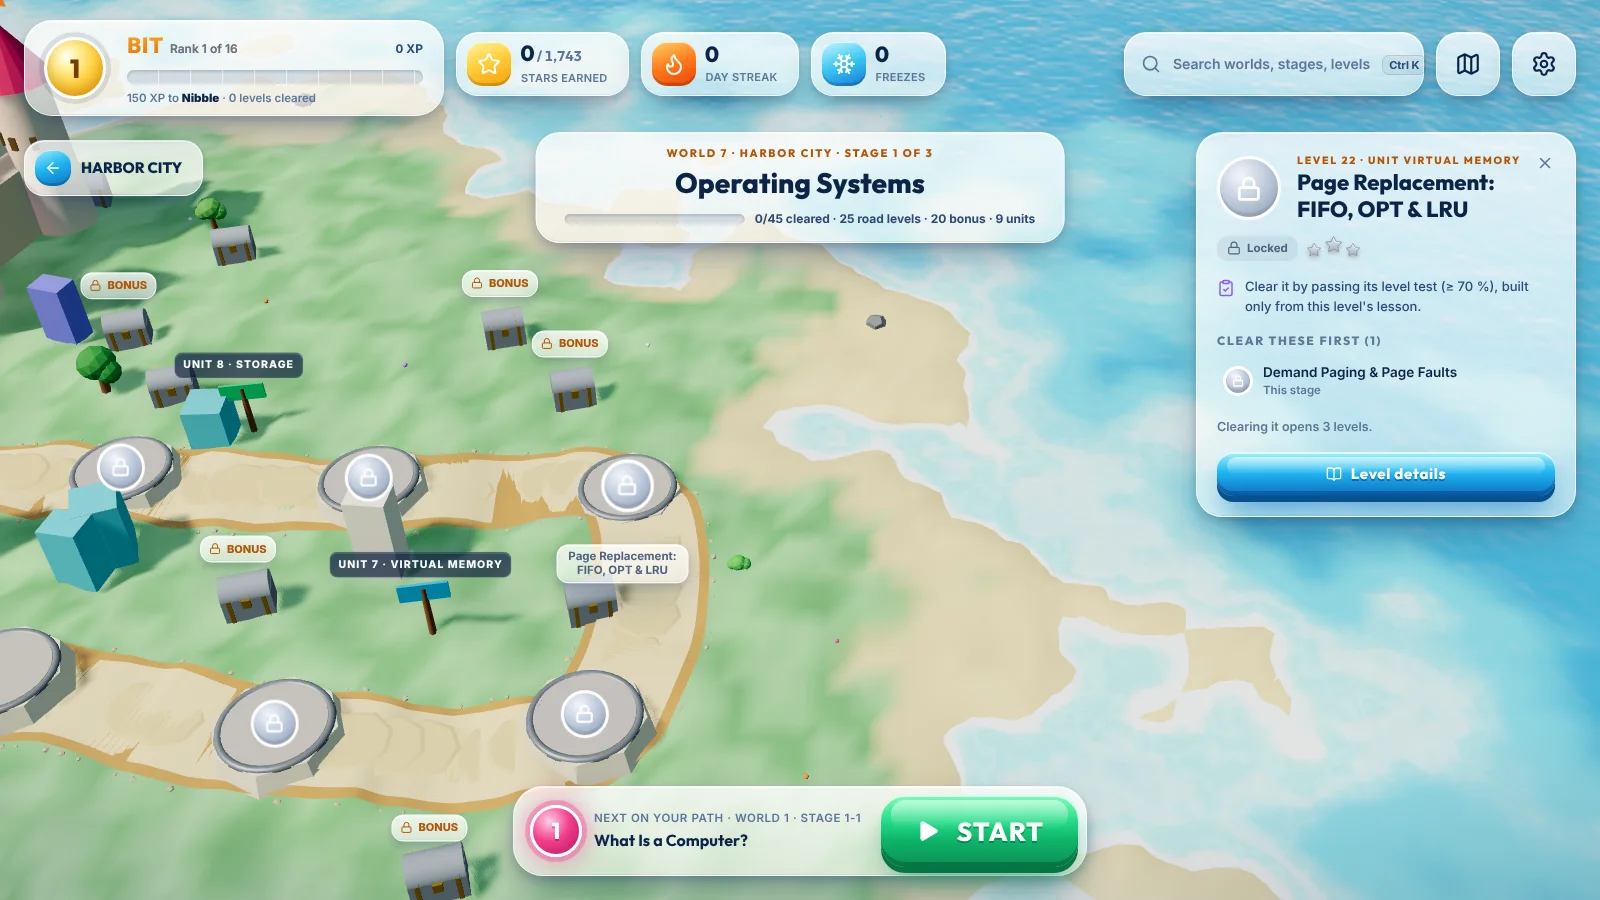 1
BIT Rank 1 of 16 0 XP
150 XP to Nibble · 0 levels cleared
0 / 1,743
STARS EARNED
0
DAY STREAK
0
FREEZES
Search worlds, stages, levels Ctrl K
HARBOR CITY
WORLD 7 · HARBOR CITY · STAGE 1 OF 3
Operating Systems
0/45 cleared · 25 road levels · 20 bonus · 9 units
LEVEL 22 · UNIT VIRTUAL MEMORY
Page Replacement:
FIFO, OPT & LRU
Locked
Clear it by passing its level test (≥ 70 %), built
only from this level's lesson.
CLEAR THESE FIRST (1)
Demand Paging & Page Faults
This stage
Clearing it opens 3 levels.
Level details
BONUS
BONUS
BONUS
UNIT 8 · STORAGE
BONUS
UNIT 7 · VIRTUAL MEMORY
Page Replacement:
FIFO, OPT & LRU
BONUS
1
NEXT ON YOUR PATH · WORLD 1 · STAGE 1-1
What Is a Computer?
START